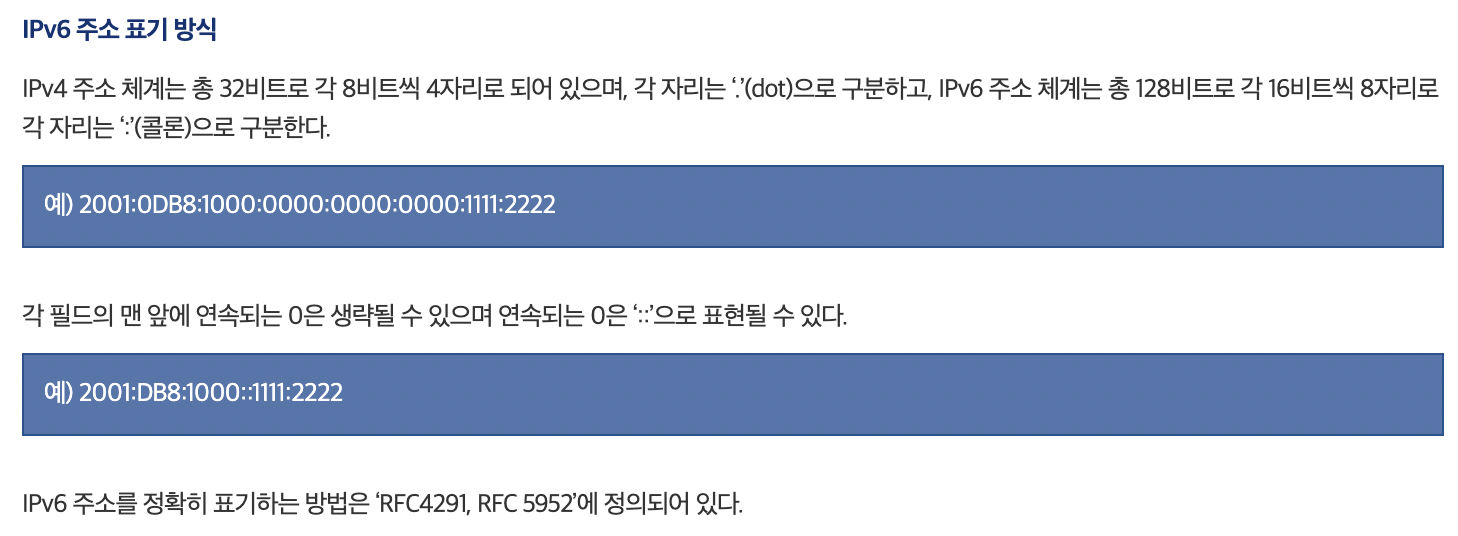 IPv6 주소 표기 방식
IPv4 주소 체계는 총 32비트로 각 8비트씩 4자리로 되어 있으며, 각 자리는 ‘.’(dot)으로 구분하고, IPv6 주소 체계는 총 128비트로 각 16비트씩 8자리로
각 자리는 ‘:’(콜론)으로 구분한다.
예) 2001:0DB8:1000:0000:0000:0000:1111:2222
각 필드의 맨 앞에 연속되는 0은 생략될 수 있으며 연속되는 0은 ‘::’으로 표현될 수 있다.
예) 2001:DB8:1000::1111:2222
IPv6 주소를 정확히 표기하는 방법은 ‘RFC4291, RFC 5952’에 정의되어 있다.